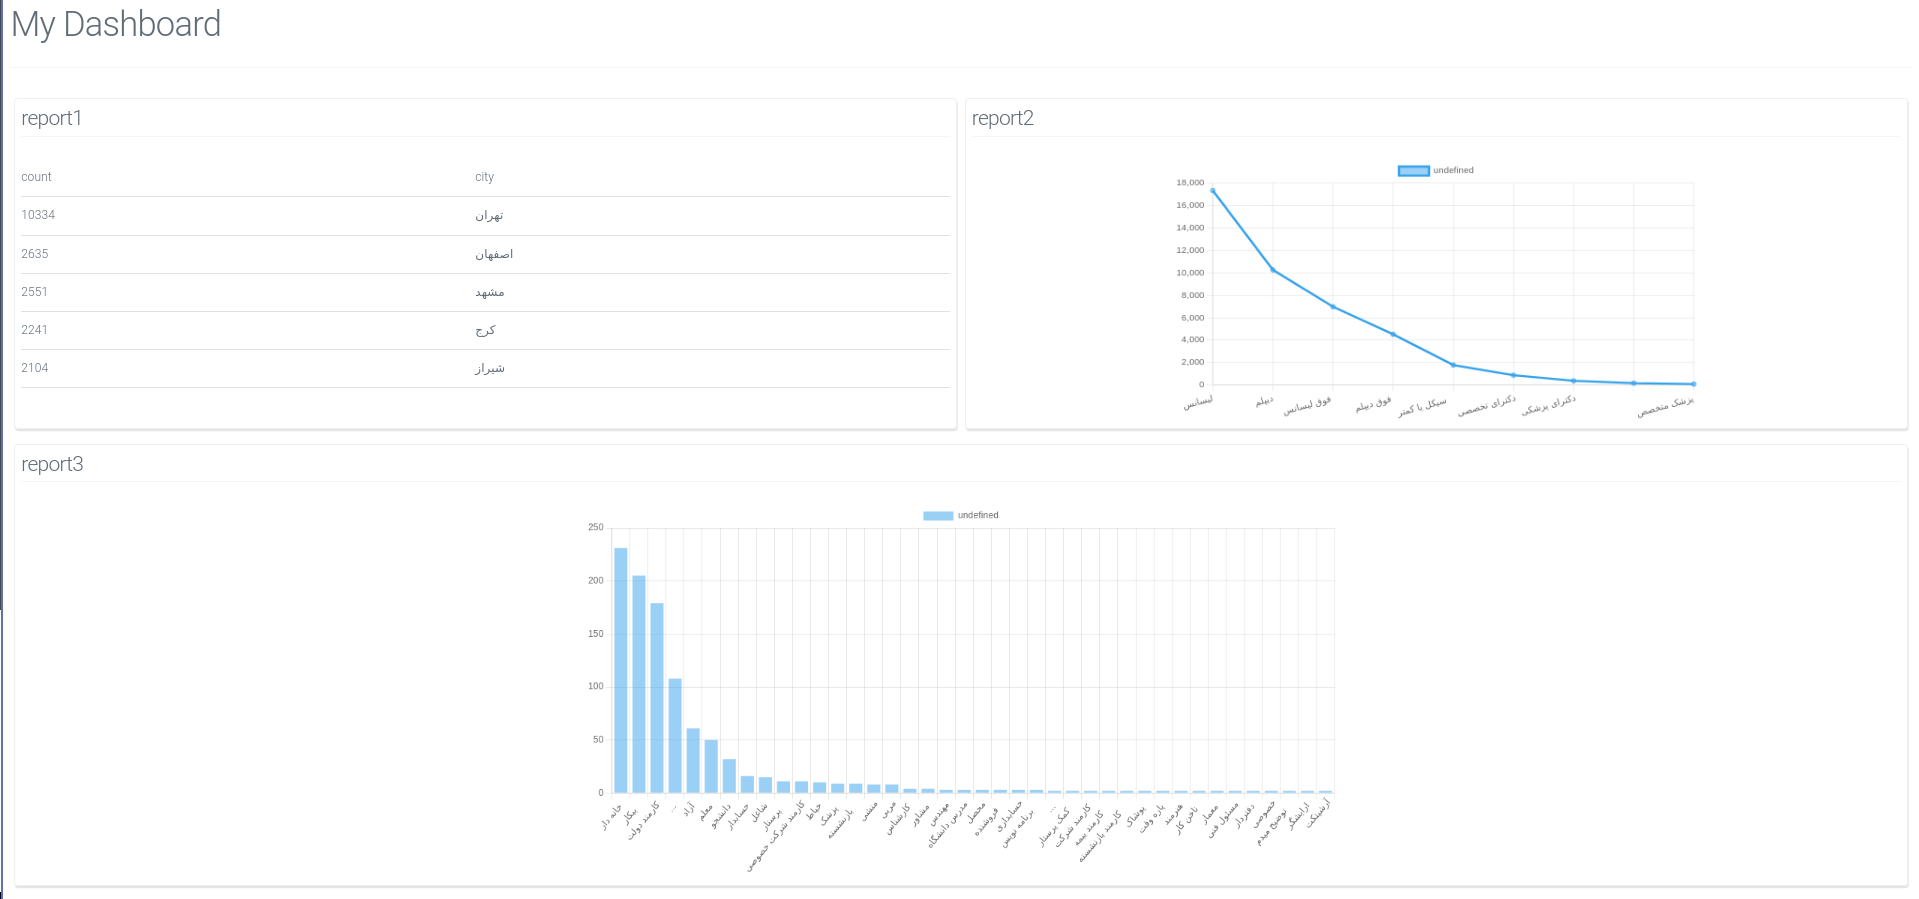 My Dashboard
report1
count city
10334 تهران
2635 اصفهان
2551 مشهد
2241 کرج
2104 شیراز
report2
undefined
18,000
16,000
14,000
12,000
10,000
8,000
6,000
4,000
2,000
0
لیسانس
دیپلم
فوق لیسانس
فوق دیپلم
سیکل یا کمتر
دکترای تخصصی
دکترای پزشکی
پزشک متخصص
report3
undefined
250
200
150
100
50
0
خانه دار
بیکار
کارمند دولت
...
آزاد
معلم
دانشجو
حسابدار
شاغل
پرستار
کارمند شرکت خصوصی
خیاط
پزشک
بازنشسته
منشی
مربی
کارشناس
مشاور
مهندس
مدرس دانشگاه
محصل
فروشنده
حسابداری
برنامه نویس
...
کمک پرستار
کارمند شرکت
کارمند بیمه
کارمند بازنشسته
پوشاک
پاره وقت
هنرمند
ناخن کار
معمار
مسئول فنی
دفتردار
خصوصی
توضیح میدم
آرایشگر
آرشیتکت